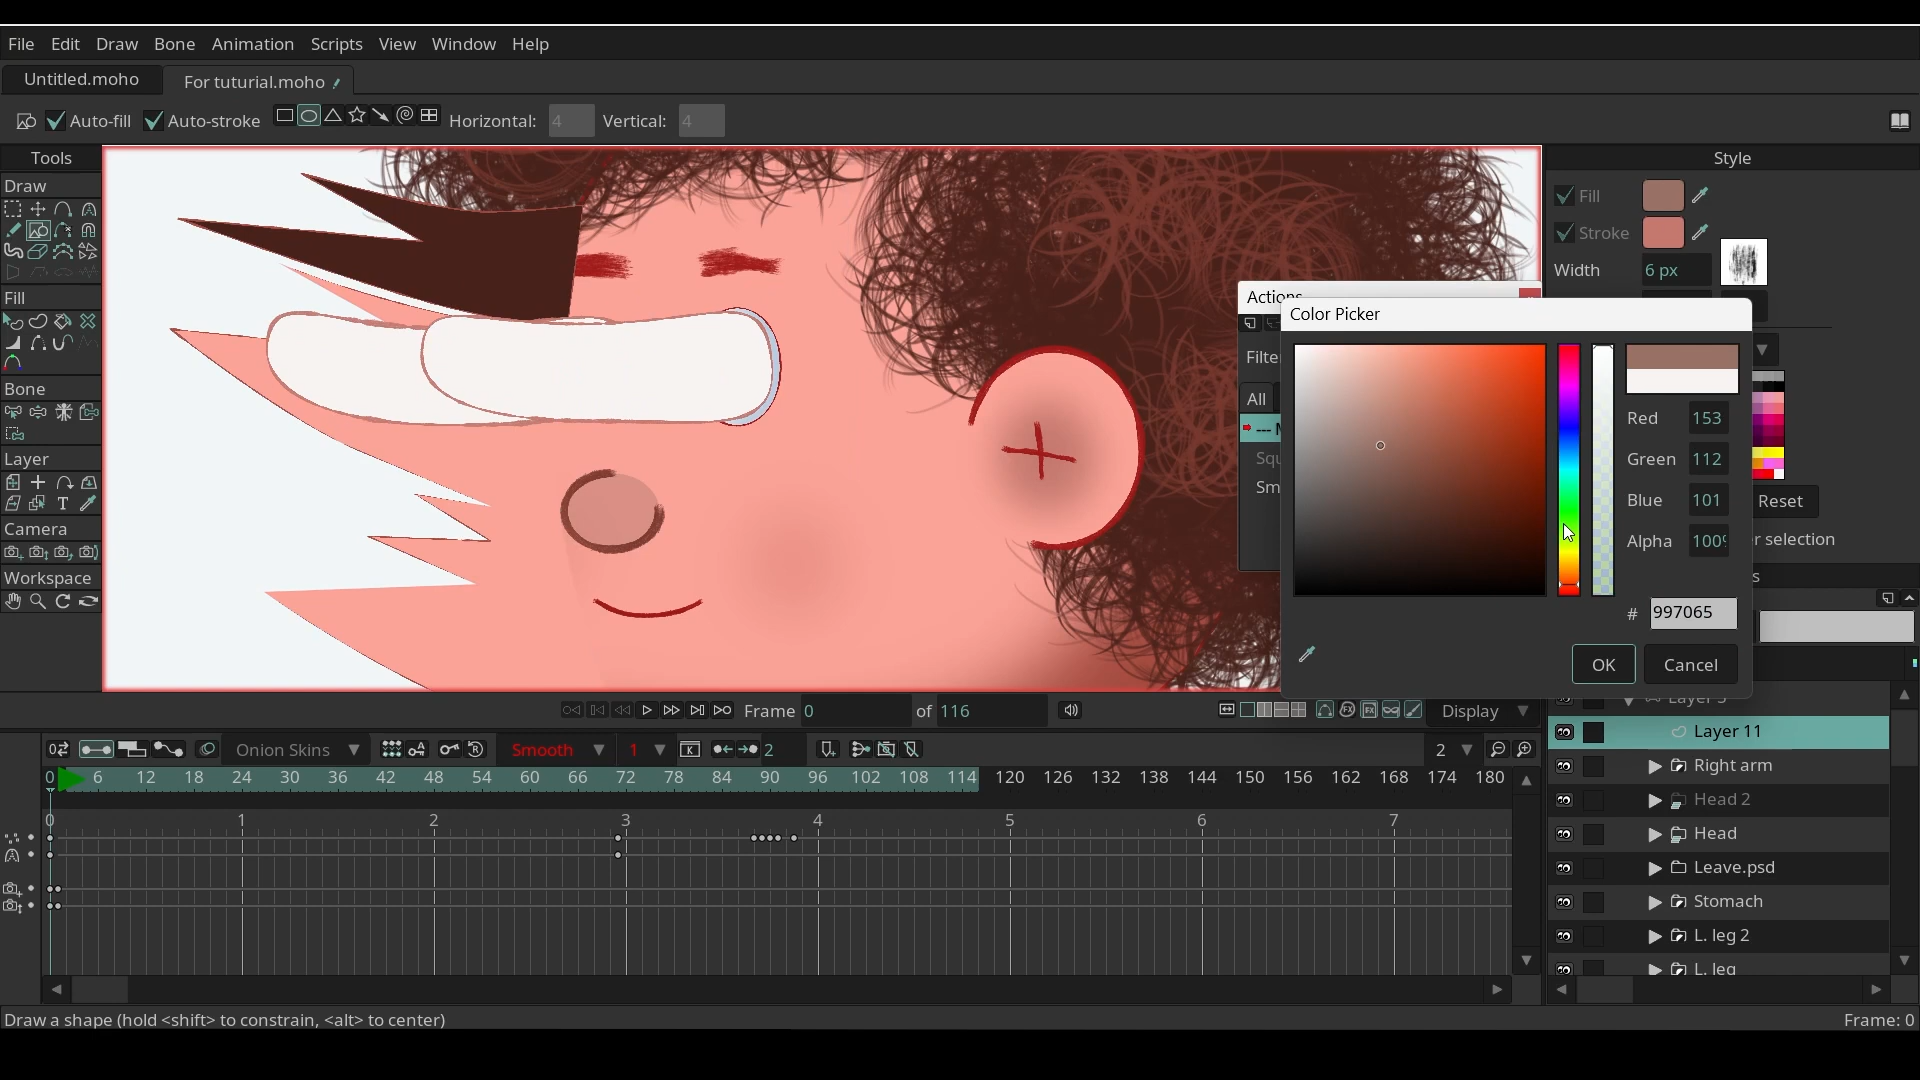 File Edit Draw Bone Animation Scripts View Window Help
Untitled.moho For tuturial.moho
Auto-fill Auto-stroke Horizontal: 4 Vertical: 4
Tools
Draw
Fill
Bone
Layer
Camera
Workspace
Style
Fill
Stroke
Width 6 px
Actions
Color Picker
Filte
All
--- M
Squ
Sm
Red 153
Green 112
Blue 101
Alpha 100%
# 997065
OK Cancel
Reset
r selection
s
Frame 0 of 116 Display
Onion Skins Smooth 1 2 2
0 6 12 18 24 30 36 42 48 54 60 66 72 78 84 90 96 102 108 114 120 126 132 138 144 150 156 162 168 174 180
0 1 2 3 4 5 6 7
Layer 11
Right arm
Head 2
Head
Leave.psd
Stomach
L. leg 2
L. leg
Draw a shape (hold <shift> to constrain, <alt> to center) Frame: 0